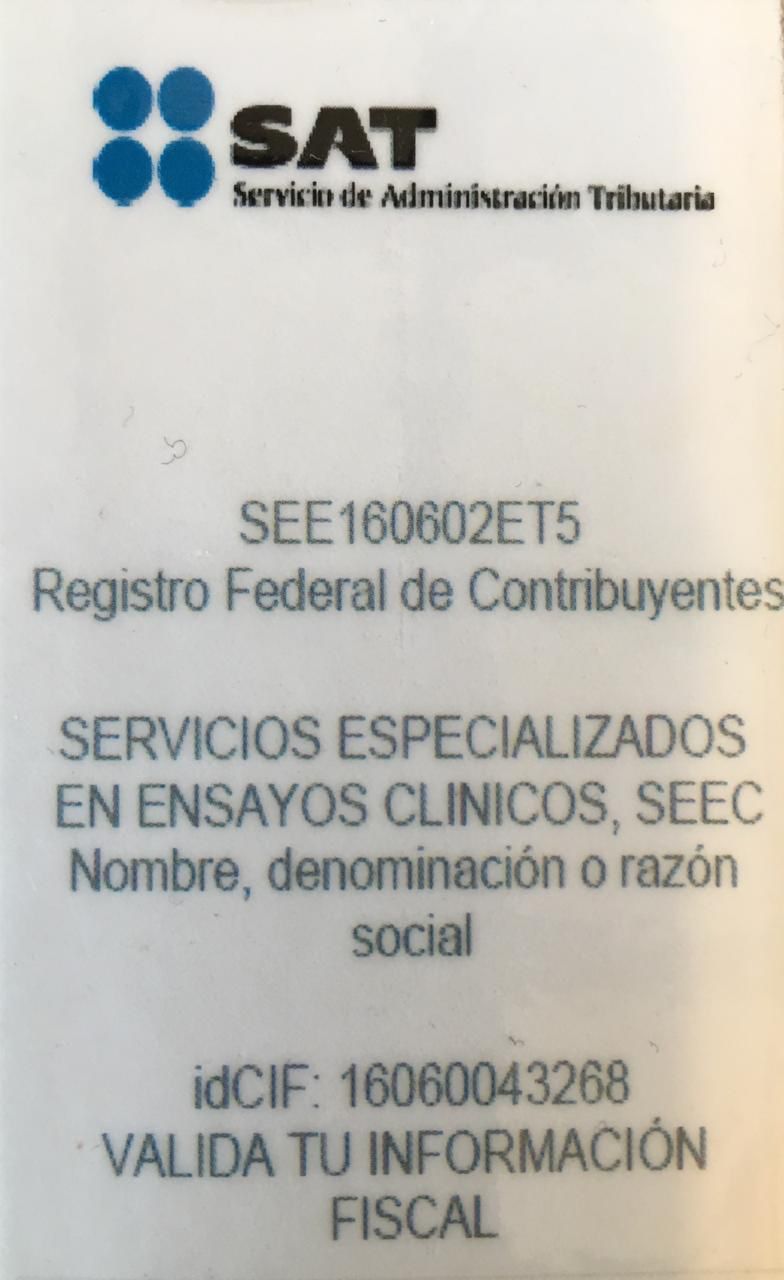 SAT
Servicio de Administración Tributaria
SEE160602ET5
Registro Federal de Contribuyentes
SERVICIOS ESPECIALIZADOS
EN ENSAYOS CLINICOS, SEEC
Nombre, denominación o razón
social
idCIF: 16060043268
VALIDA TU INFORMACIÓN
FISCAL